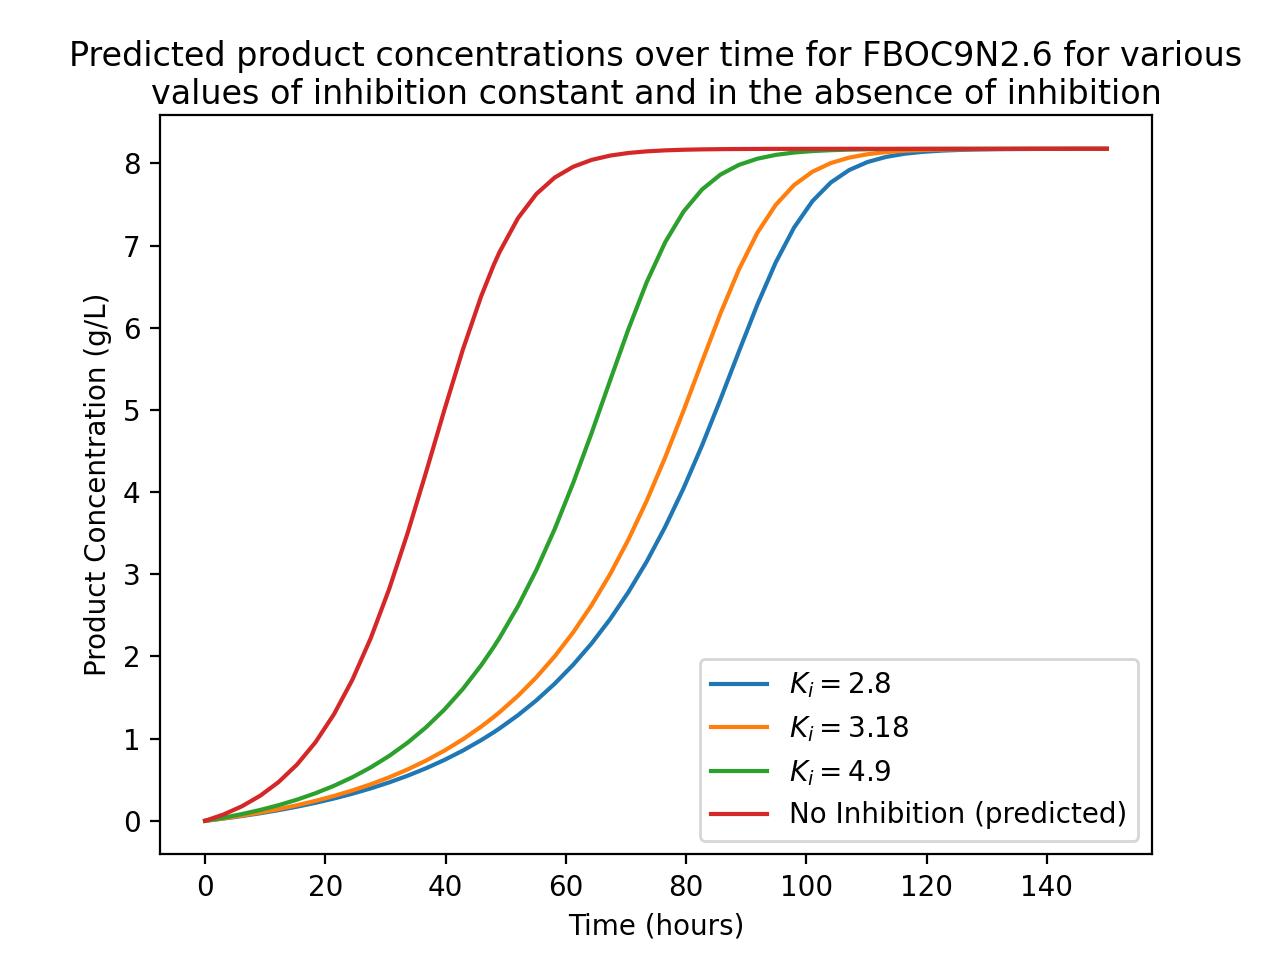 Predicted product concentrations over time for FBOC9N2.6 for various
values of inhibition constant and in the absence of inhibition
8
7
6
5
4
3
2
1
0
Product Concentration (g/L)
K_i = 2.8
K_i = 3.18
K_i = 4.9
No Inhibition (predicted)
0 20 40 60 80 100 120 140
Time (hours)